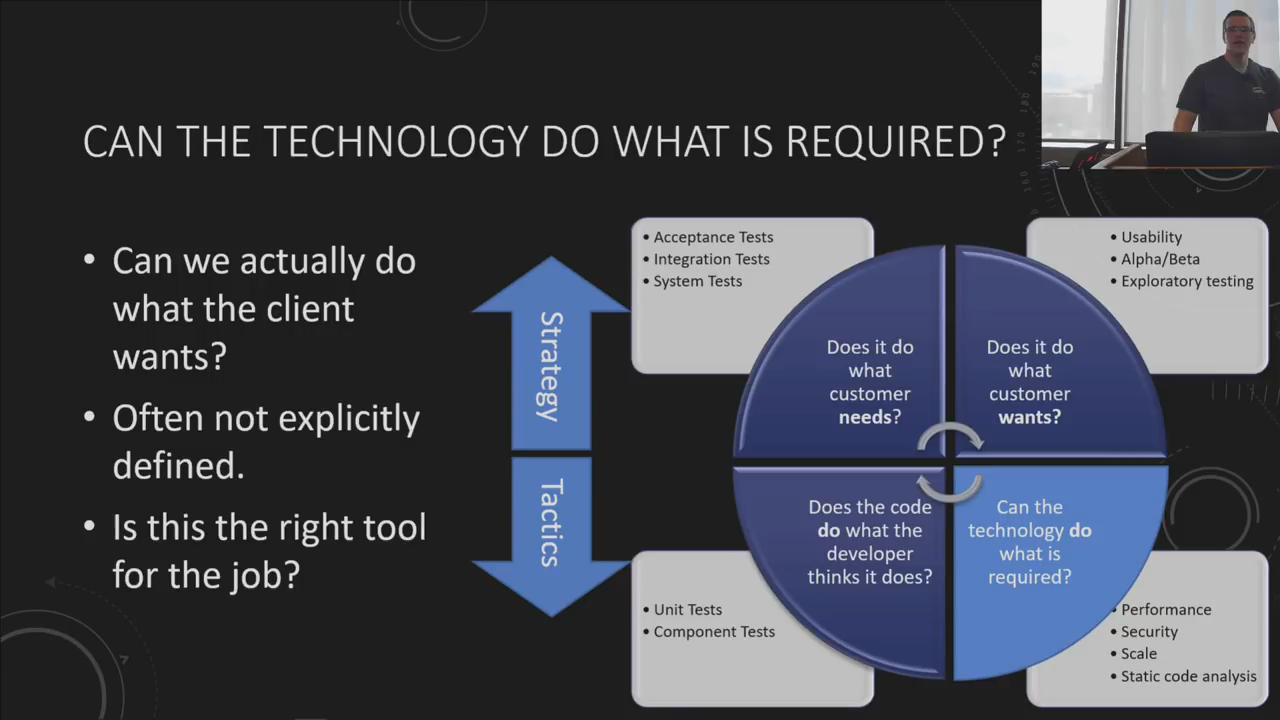 CAN THE TECHNOLOGY DO WHAT IS REQUIRED?
• Can we actually do
what the client
wants?
• Often not explicitly
defined.
• Is this the right tool
for the job?
Strategy
Tactics
• Acceptance Tests
• Integration Tests
• System Tests
• Usability
• Alpha/Beta
• Exploratory testing
Does it do
what
customer
needs?
Does it do
what
customer
wants?
Does the code
do what the
developer
thinks it does?
Can the
technology do
what is
required?
• Unit Tests
• Component Tests
• Performance
• Security
• Scale
• Static code analysis